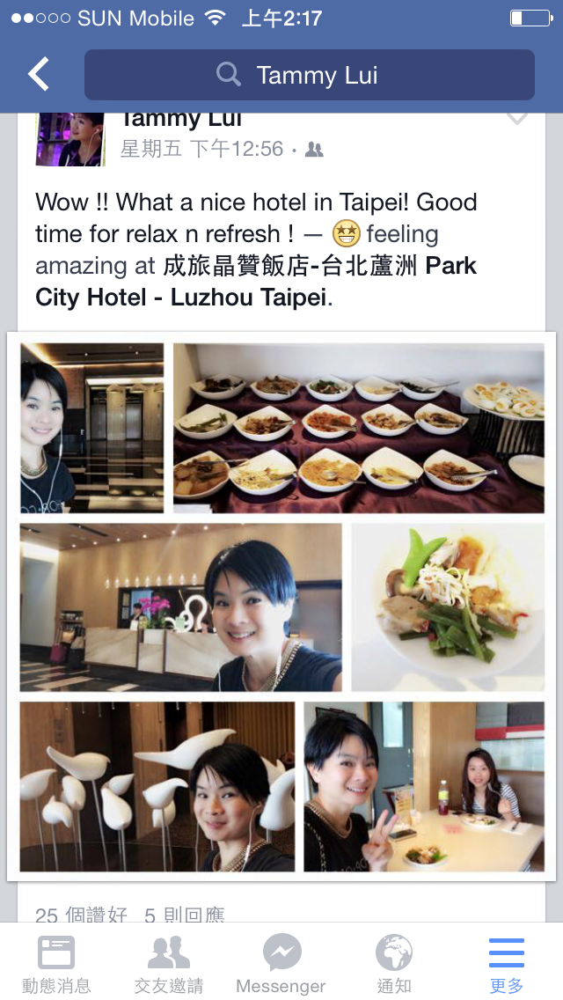 SUN Mobile 上午2:17
Tammy Lui
Tammy Lui
星期五 下午12:56 ·
Wow !! What a nice hotel in Taipei! Good
time for relax n refresh ! — feeling
amazing at 成旅晶贊飯店-台北蘆洲 Park
City Hotel - Luzhou Taipei.
25 個讚好 5 則回應
動態消息 交友邀請 Messenger 通知 更多